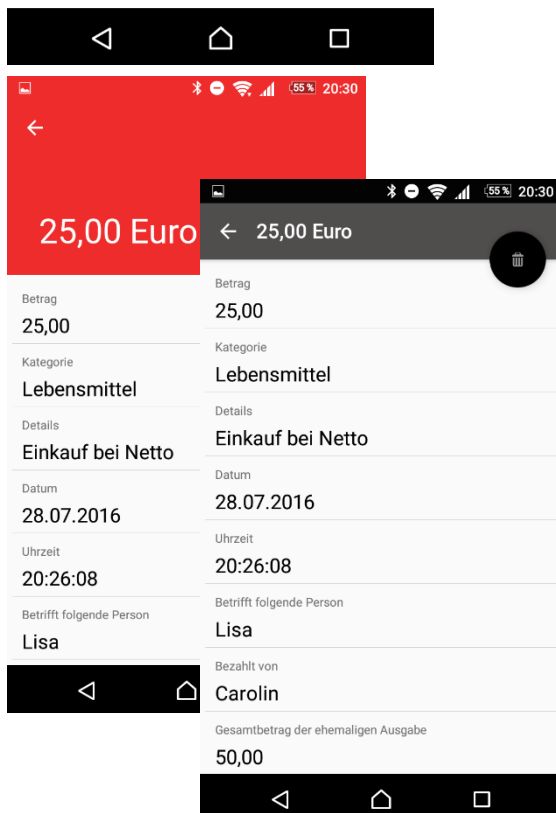 55% 20:30
25,00 Euro
Betrag
25,00
Kategorie
Lebensmittel
Details
Einkauf bei Netto
Datum
28.07.2016
Uhrzeit
20:26:08
Betrifft folgende Person
Lisa
55% 20:30
25,00 Euro
Betrag
25,00
Kategorie
Lebensmittel
Details
Einkauf bei Netto
Datum
28.07.2016
Uhrzeit
20:26:08
Betrifft folgende Person
Lisa
Bezahlt von
Carolin
Gesamtbetrag der ehemaligen Ausgabe
50,00